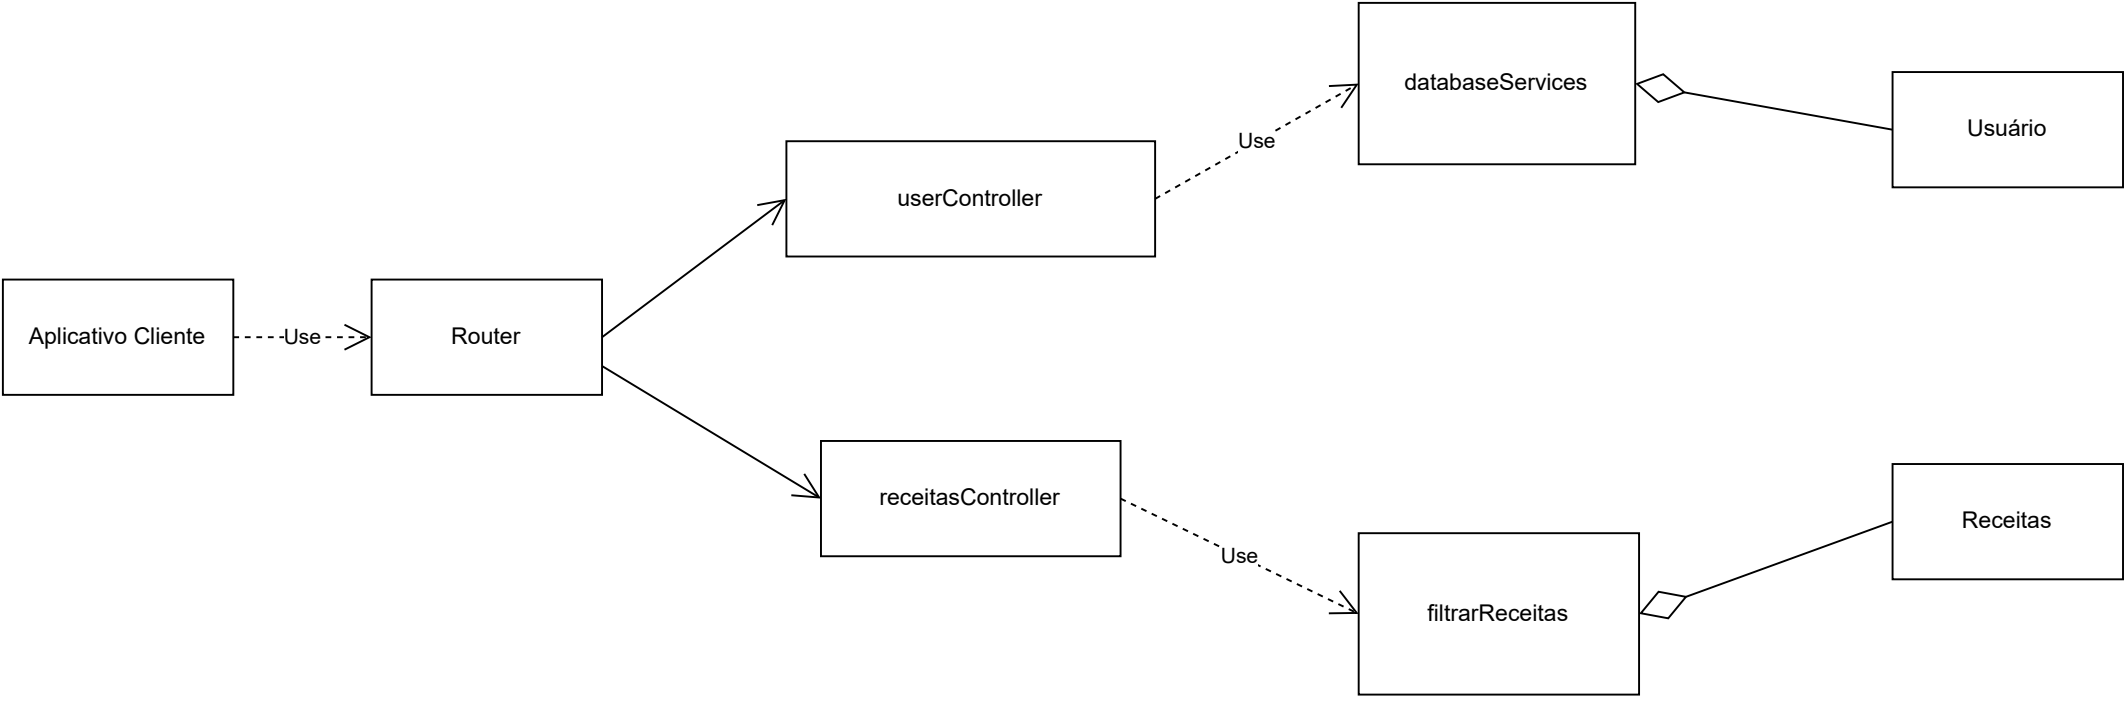 databaseServices
Usuário
Use
userController
Aplicativo Cliente
Use
Router
receitasController
Receitas
Use
filtrarReceitas